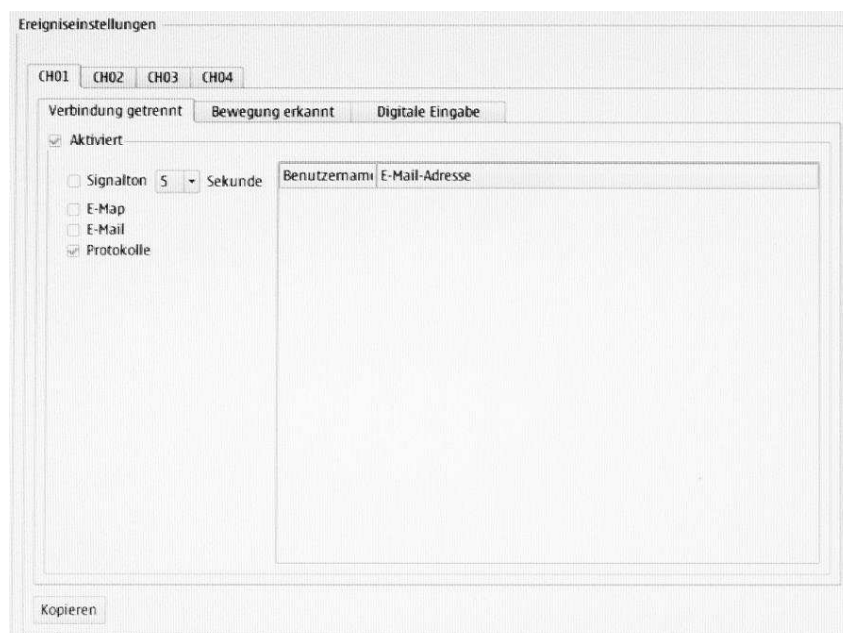 Ereigniseinstellungen
CH01 CH02 CH03 CH04
Verbindung getrennt Bewegung erkannt Digitale Eingabe
Aktiviert
Signalton 5 Sekunde Benutzernam E-Mail-Adresse
E-Map
E-Mail
Protokolle
Kopieren